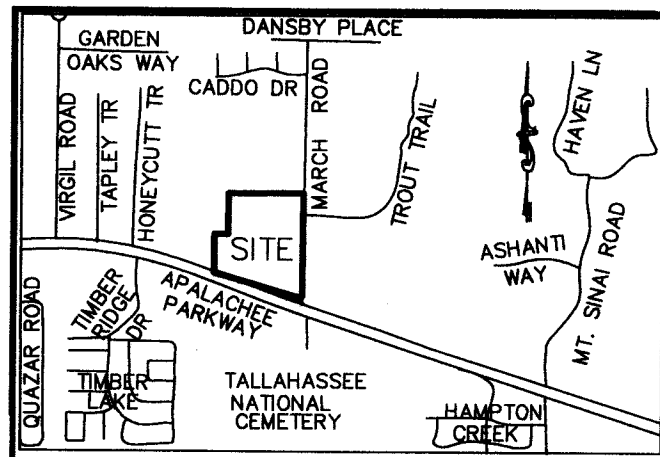 DANSBY PLACE
GARDEN
OAKS WAY
CADDO DR
VIRGIL ROAD
TAPLEY TR
HONEYCUTT TR
MARCH ROAD
TROUT TRAIL
HAVEN LN
SITE
ASHANTI
WAY
MT. SINAI ROAD
APALACHEE
PARKWAY
QUAZAR ROAD
TIMBER
RIDGE
DR
TIMBER
LAKE
TALLAHASSEE
NATIONAL
CEMETERY
HAMPTON
CREEK